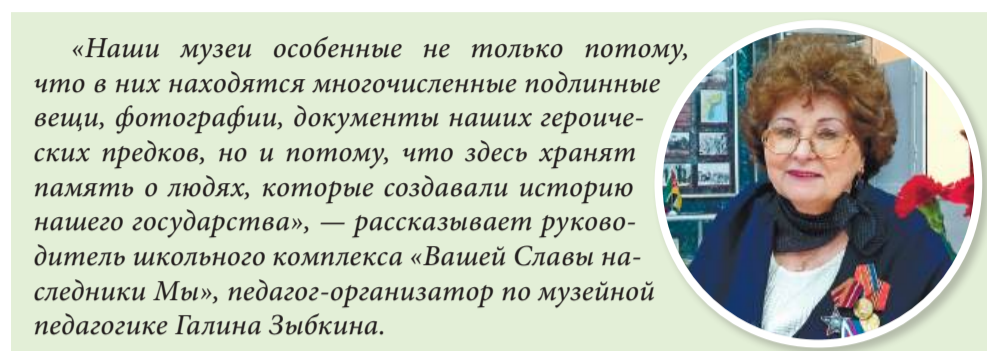 «Наши музеи особенные не только потому,
что в них находятся многочисленные подлинные
вещи, фотографии, документы наших героиче-
ских предков, но и потому, что здесь хранят
память о людях, которые создавали историю
нашего государства», — рассказывает руково-
дитель школьного комплекса «Вашей Славы на-
следники Мы», педагог-организатор по музейной
педагогике Галина Зыбкина.